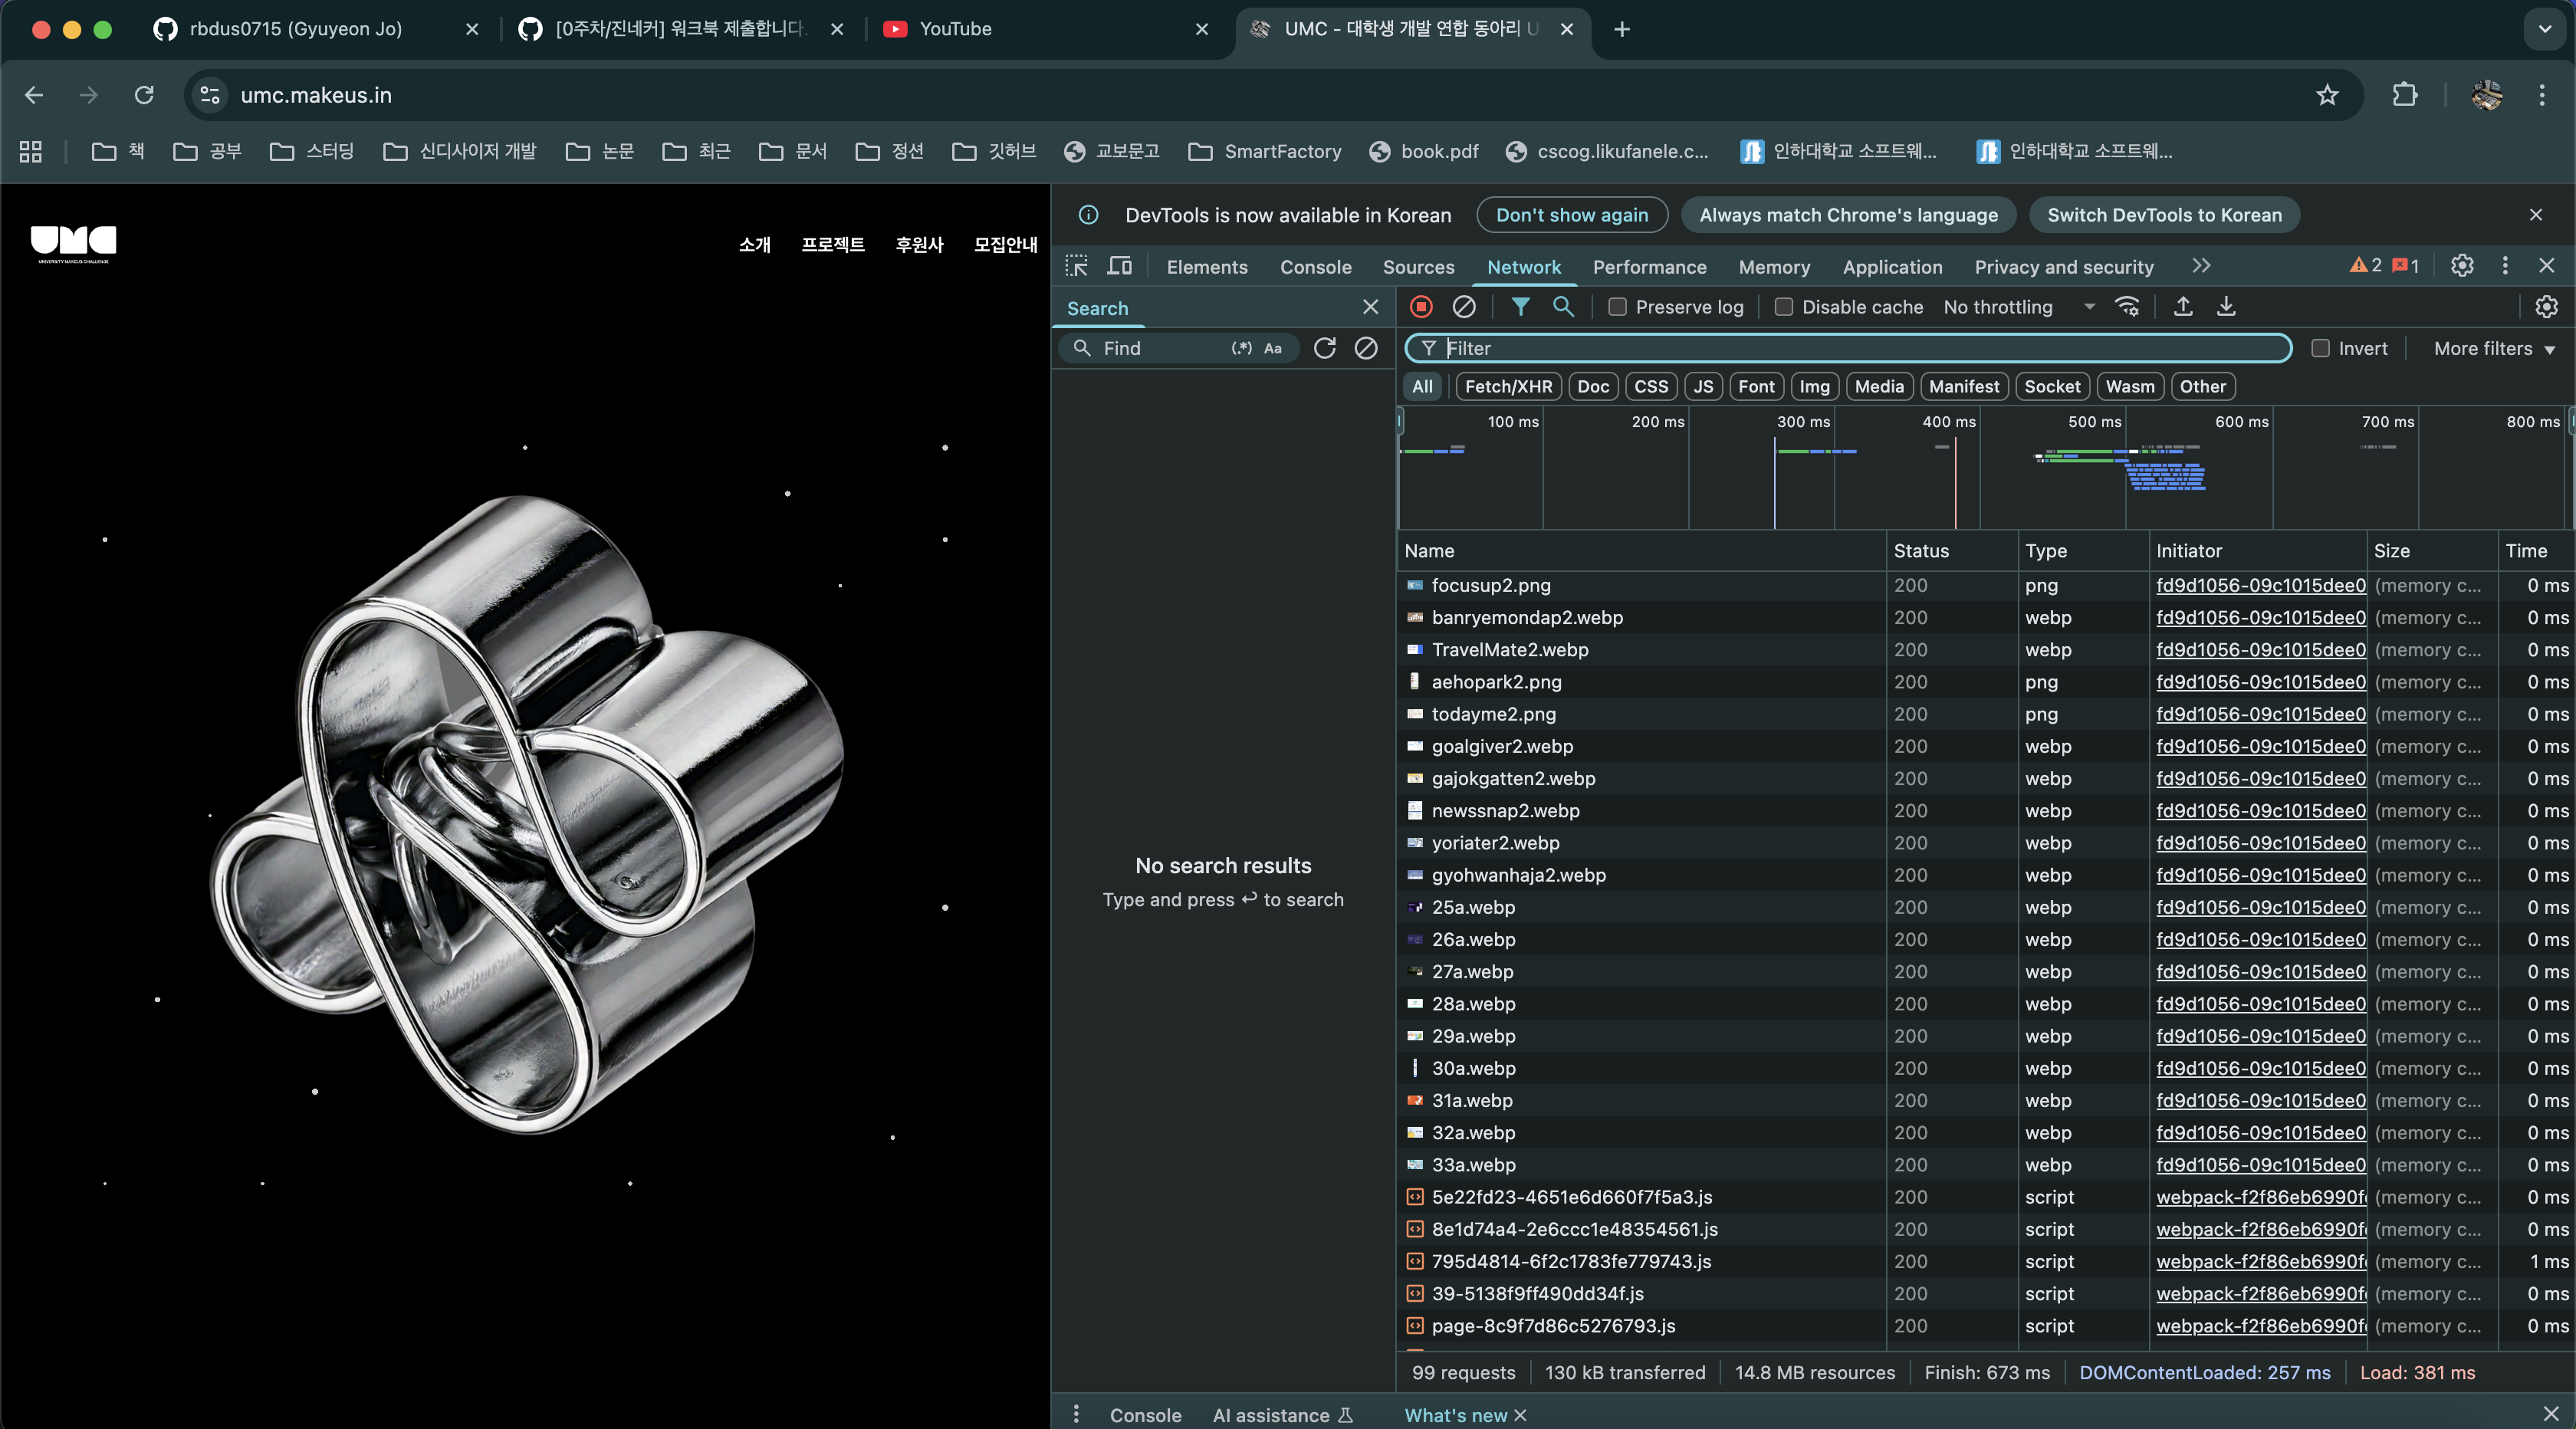 rbdus0715 (Gyuyeon Jo)
[0주차/진네커] 워크북 제출합니다.
YouTube
UMC - 대학생 개발 연합 동아리 U
umc.makeus.in
책 공부 스터딩 신디사이저 개발 논문 최근 문서 정션 깃허브 교보문고 SmartFactory book.pdf cscog.likufanele.c... 인하대학교 소프트웨... 인하대학교 소프트웨...
UMC
UNIVERSITY MAKEUS CHALLENGE
소개 프로젝트 후원사 모집안내
DevTools is now available in Korean Don't show again Always match Chrome's language Switch DevTools to Korean
Elements Console Sources Network Performance Memory Application Privacy and security 2 1
Search
Find (.*) Aa
No search results
Type and press ↩ to search
Preserve log Disable cache No throttling
Filter Invert More filters
All Fetch/XHR Doc CSS JS Font Img Media Manifest Socket Wasm Other
100 ms 200 ms 300 ms 400 ms 500 ms 600 ms 700 ms 800 ms
Name Status Type Initiator Size Time
focusup2.png 200 png fd9d1056-09c1015dee0 (memory c... 0 ms
banryemondap2.webp 200 webp fd9d1056-09c1015dee0 (memory c... 0 ms
TravelMate2.webp 200 webp fd9d1056-09c1015dee0 (memory c... 0 ms
aehopark2.png 200 png fd9d1056-09c1015dee0 (memory c... 0 ms
todayme2.png 200 png fd9d1056-09c1015dee0 (memory c... 0 ms
goalgiver2.webp 200 webp fd9d1056-09c1015dee0 (memory c... 0 ms
gajokgatten2.webp 200 webp fd9d1056-09c1015dee0 (memory c... 0 ms
newssnap2.webp 200 webp fd9d1056-09c1015dee0 (memory c... 0 ms
yoriater2.webp 200 webp fd9d1056-09c1015dee0 (memory c... 0 ms
gyohwanhaja2.webp 200 webp fd9d1056-09c1015dee0 (memory c... 0 ms
25a.webp 200 webp fd9d1056-09c1015dee0 (memory c... 0 ms
26a.webp 200 webp fd9d1056-09c1015dee0 (memory c... 0 ms
27a.webp 200 webp fd9d1056-09c1015dee0 (memory c... 0 ms
28a.webp 200 webp fd9d1056-09c1015dee0 (memory c... 0 ms
29a.webp 200 webp fd9d1056-09c1015dee0 (memory c... 0 ms
30a.webp 200 webp fd9d1056-09c1015dee0 (memory c... 0 ms
31a.webp 200 webp fd9d1056-09c1015dee0 (memory c... 0 ms
32a.webp 200 webp fd9d1056-09c1015dee0 (memory c... 0 ms
33a.webp 200 webp fd9d1056-09c1015dee0 (memory c... 0 ms
5e22fd23-4651e6d660f7f5a3.js 200 script webpack-f2f86eb6990f (memory c... 0 ms
8e1d74a4-2e6ccc1e48354561.js 200 script webpack-f2f86eb6990f (memory c... 0 ms
795d4814-6f2c1783fe779743.js 200 script webpack-f2f86eb6990f (memory c... 1 ms
39-5138f9ff490dd34f.js 200 script webpack-f2f86eb6990f (memory c... 0 ms
page-8c9f7d86c5276793.js 200 script webpack-f2f86eb6990f (memory c... 0 ms
99 requests 130 kB transferred 14.8 MB resources Finish: 673 ms DOMContentLoaded: 257 ms Load: 381 ms
Console AI assistance What's new